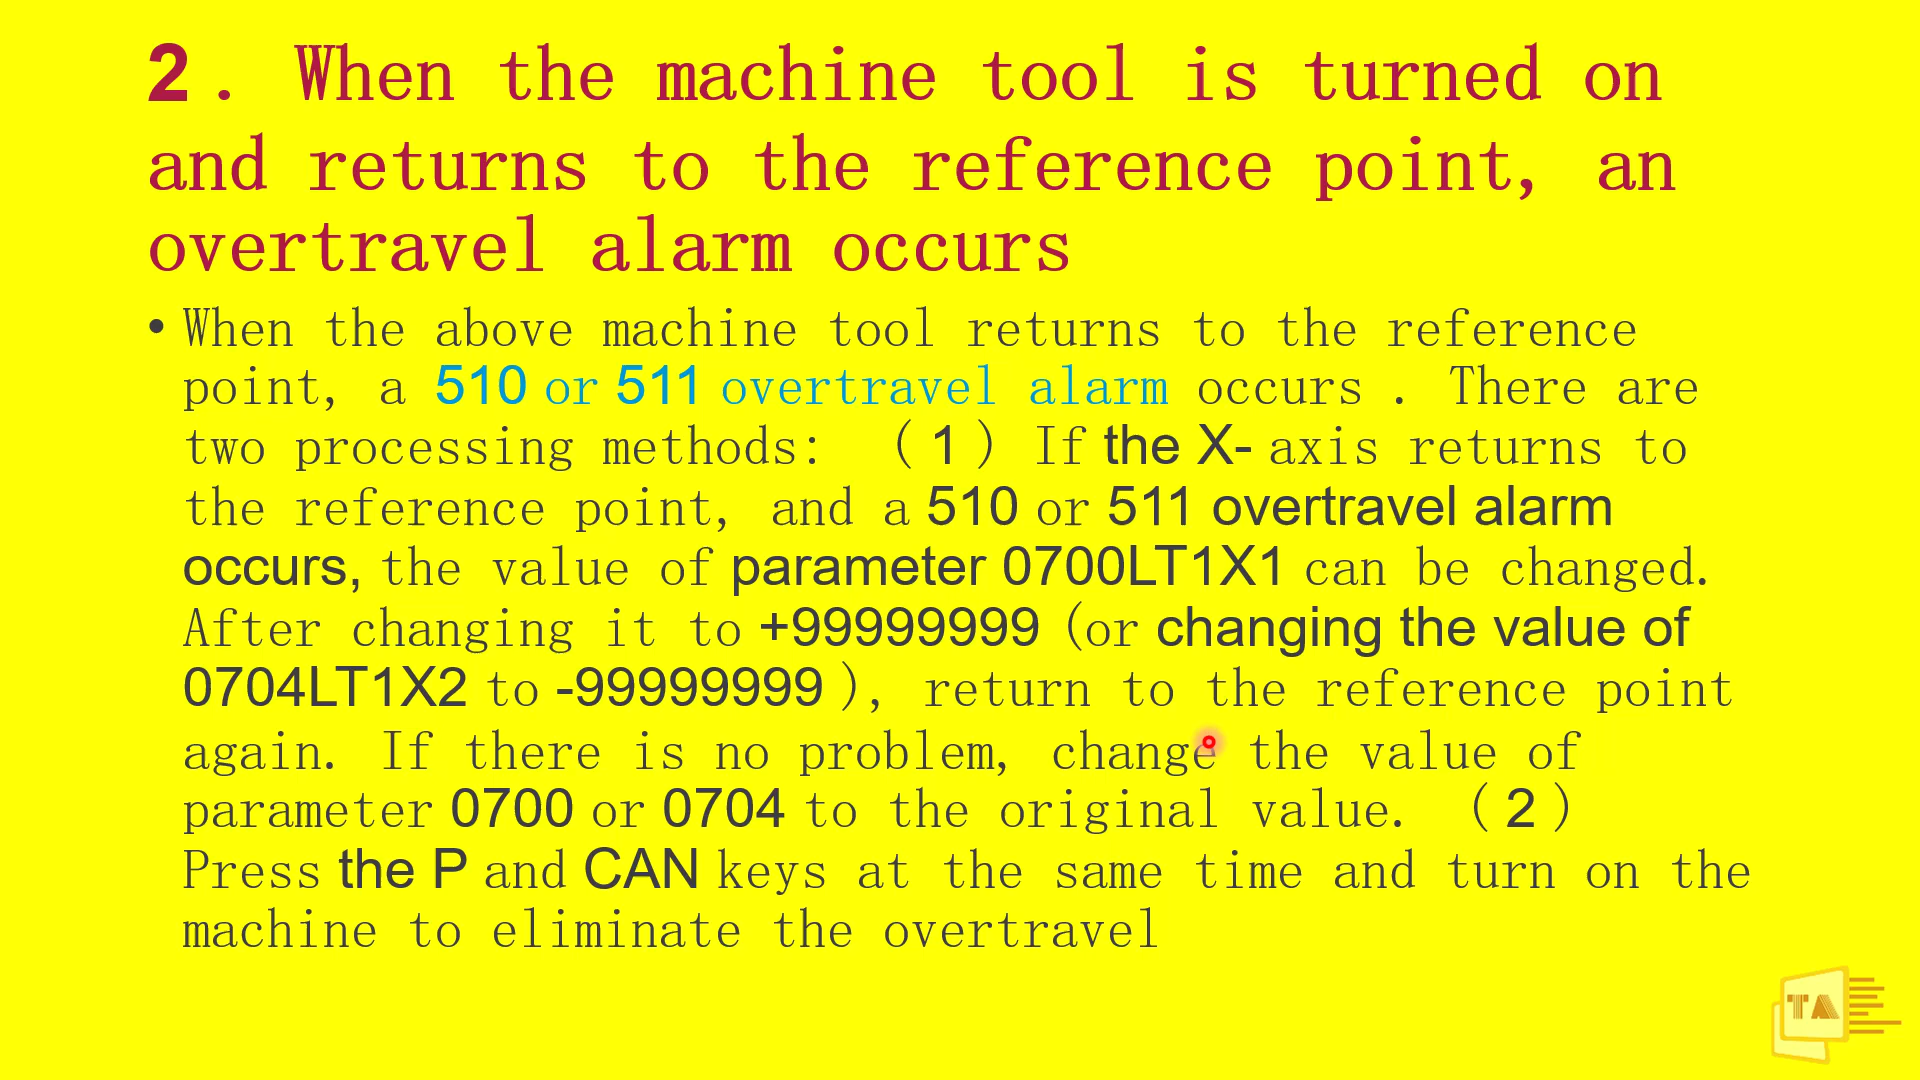 2. When the machine tool is turned on
and returns to the reference point, an
overtravel alarm occurs
• When the above machine tool returns to the reference
point, a 510 or 511 overtravel alarm occurs . There are
two processing methods: ( 1 ) If the X- axis returns to
the reference point, and a 510 or 511 overtravel alarm
occurs, the value of parameter 0700LT1X1 can be changed.
After changing it to +99999999 (or changing the value of
0704LT1X2 to -99999999 ), return to the reference point
again. If there is no problem, change the value of
parameter 0700 or 0704 to the original value. ( 2 )
Press the P and CAN keys at the same time and turn on the
machine to eliminate the overtravel
TA